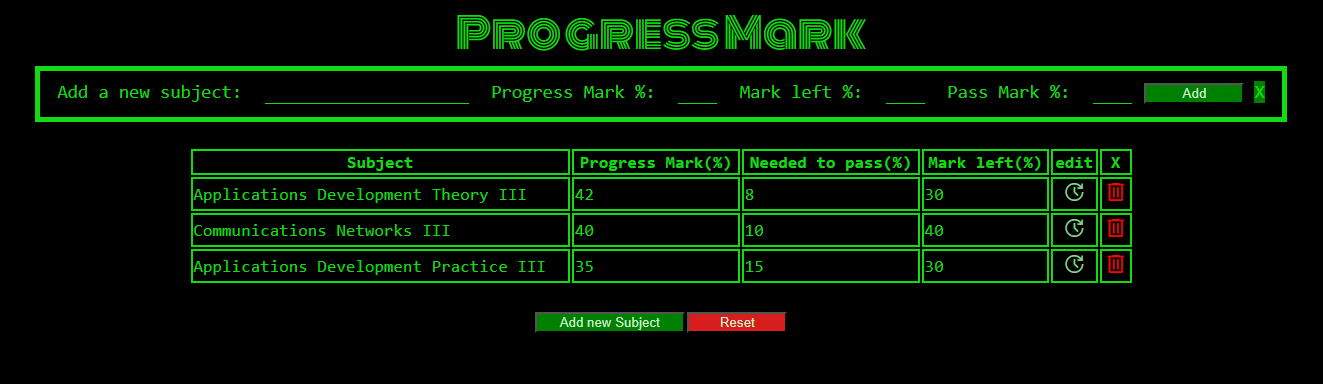 ProgressMark
Add a new subject: Progress Mark %: Mark left %: Pass Mark %: Add X
Subject Progress Mark(%) Needed to pass(%) Mark left(%) edit X
Applications Development Theory III 42 8 30
Communications Networks III 40 10 40
Applications Development Practice III 35 15 30
Add new Subject Reset